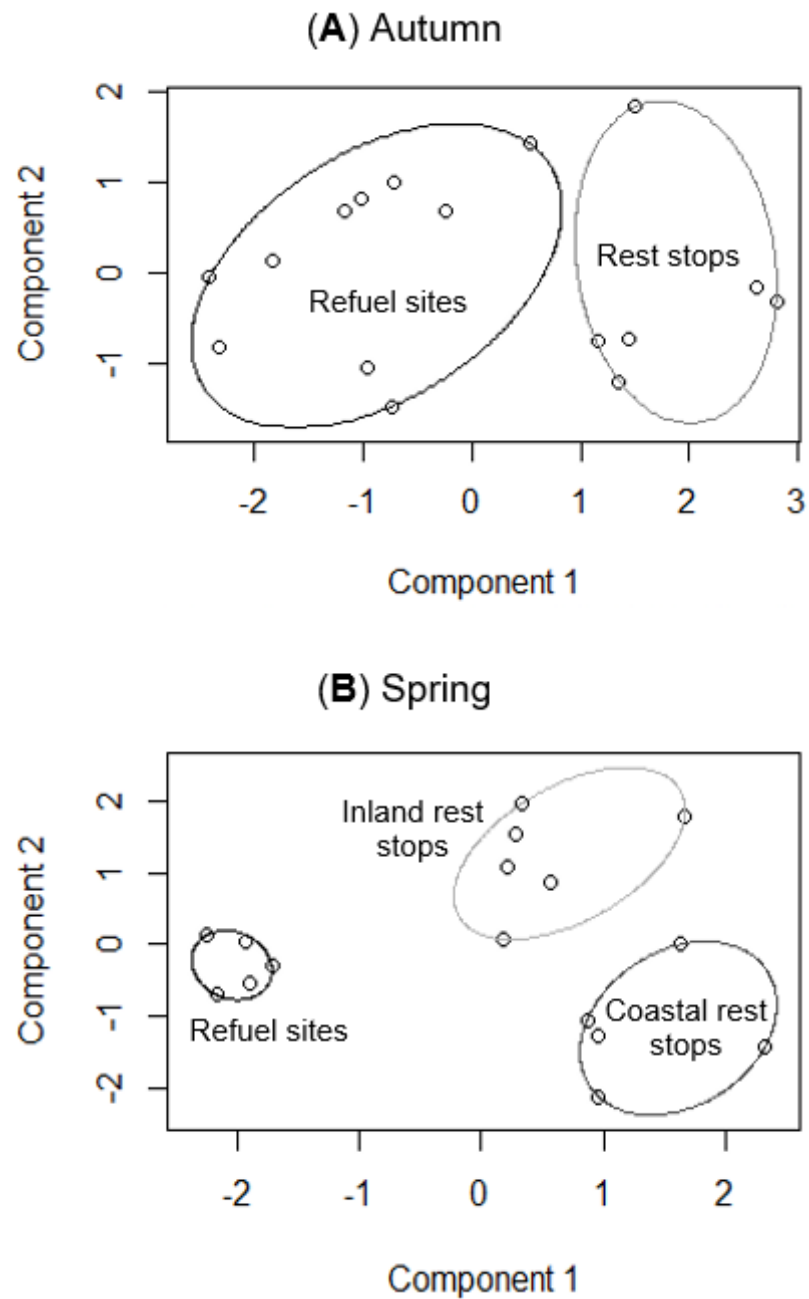 (A) Autumn
2
1
0
-1
Component 2
Refuel sites
Rest stops
-2 -1 0 1 2 3
Component 1
(B) Spring
2
1
0
-1
-2
Component 2
Inland rest
stops
Refuel sites
Coastal rest
stops
-2 -1 0 1 2
Component 1